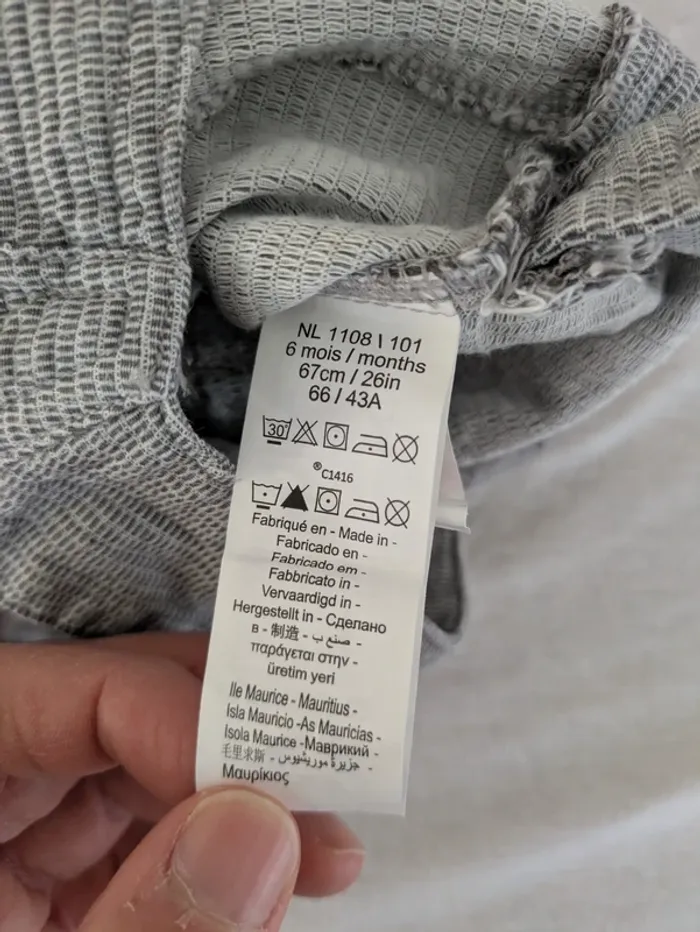 NL 1108 \ 101
6 mois / months
67cm / 26in
66 / 43A
30°
®C1416
Fabriqué en - Made in -
Fabricado en -
Fabricado em -
Fabbricato in -
Vervaardigd in -
Hergestellt in - Сделано
в - 制造 - صنع ب -
παράγεται στην -
üretim yeri
Ile Maurice - Mauritius -
Isla Mauricio -As Mauricias -
Isola Maurice -Маврикий -
毛里求斯 - جزيرة موريشيوس -
Μαυρίκιος